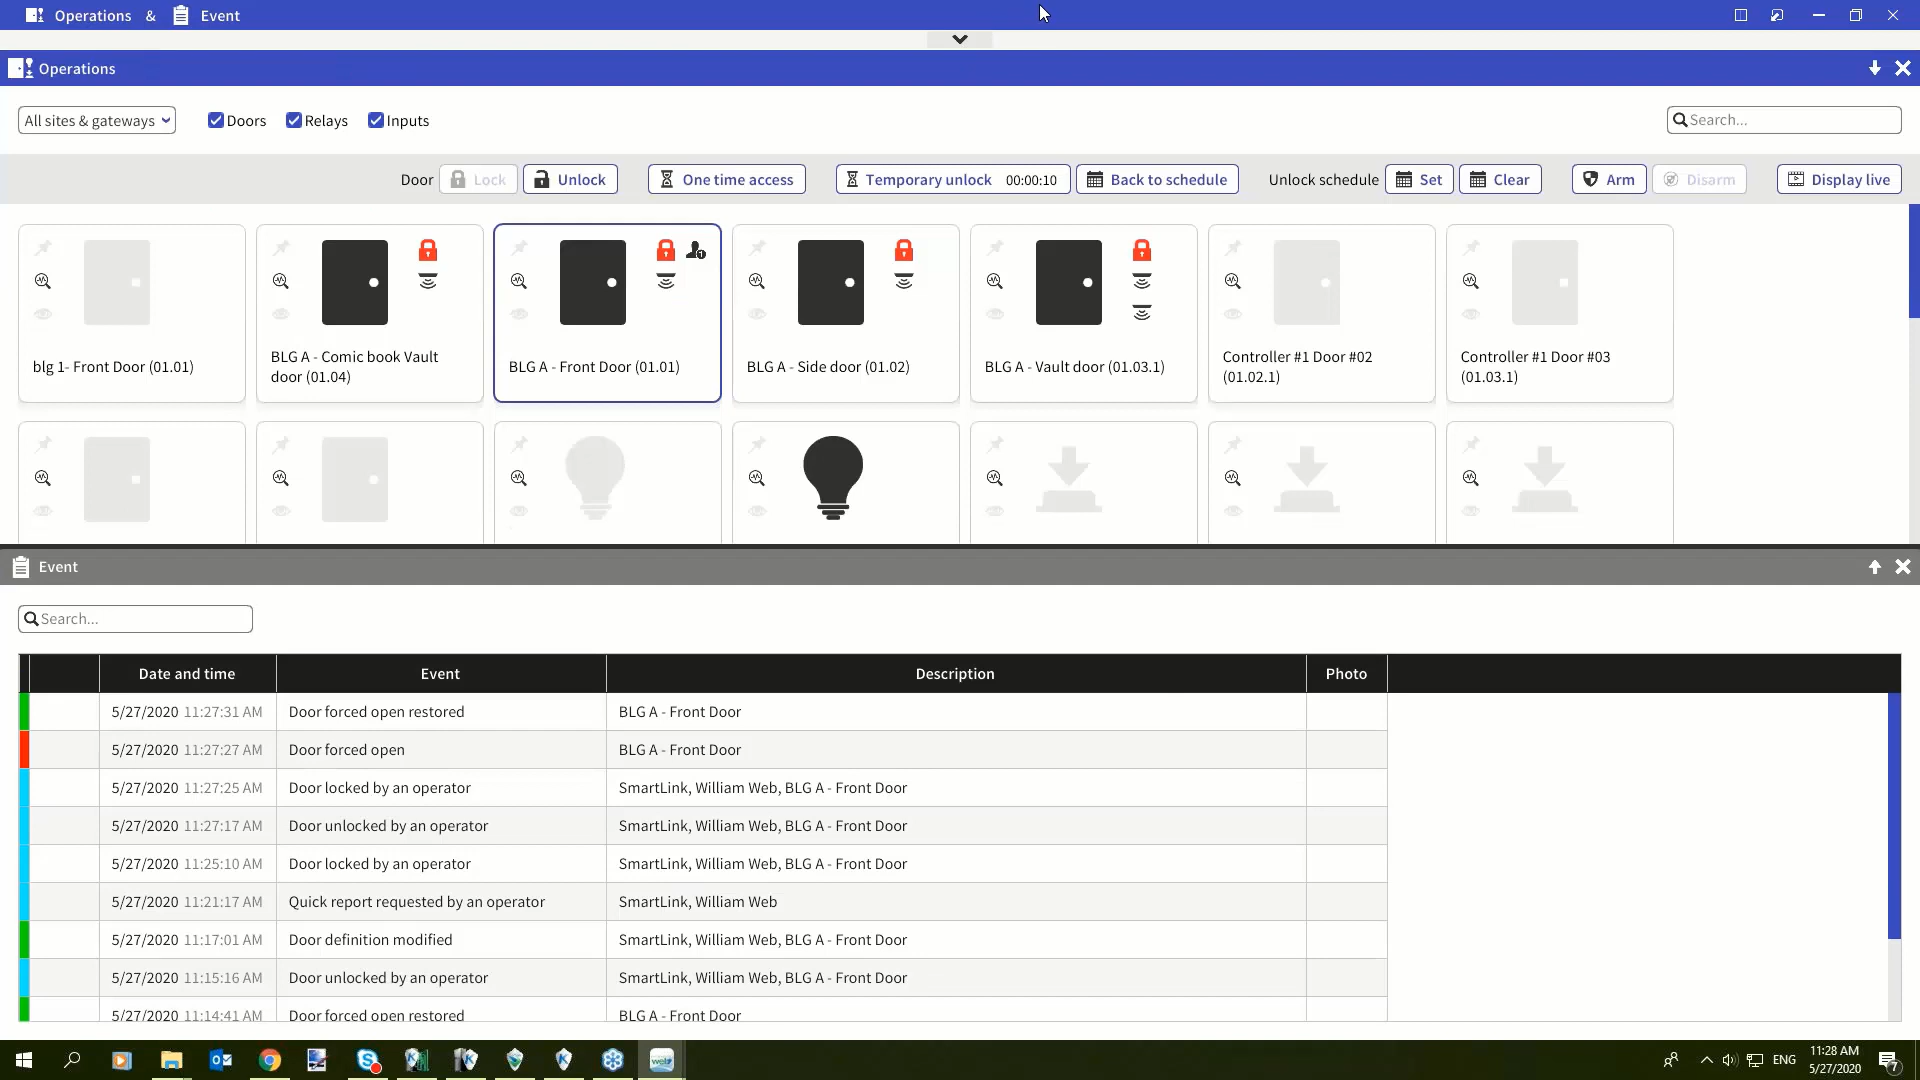 Operations & Event
Operations
All sites & gateways Doors Relays Inputs Search...
Door Lock Unlock One time access Temporary unlock 00:00:10 Back to schedule Unlock schedule Set Clear Arm Disarm Display live
blg 1- Front Door (01.01)
BLG A - Comic book Vault
door (01.04)
BLG A - Front Door (01.01)
BLG A - Side door (01.02)
BLG A - Vault door (01.03.1)
Controller #1 Door #02
(01.02.1)
Controller #1 Door #03
(01.03.1)
Event
Search...
Date and time Event Description Photo
5/27/2020 11:27:31 AM Door forced open restored BLG A - Front Door
5/27/2020 11:27:27 AM Door forced open BLG A - Front Door
5/27/2020 11:27:25 AM Door locked by an operator SmartLink, William Web, BLG A - Front Door
5/27/2020 11:27:17 AM Door unlocked by an operator SmartLink, William Web, BLG A - Front Door
5/27/2020 11:25:10 AM Door locked by an operator SmartLink, William Web, BLG A - Front Door
5/27/2020 11:21:17 AM Quick report requested by an operator SmartLink, William Web
5/27/2020 11:17:01 AM Door definition modified SmartLink, William Web, BLG A - Front Door
5/27/2020 11:15:16 AM Door unlocked by an operator SmartLink, William Web, BLG A - Front Door
5/27/2020 11:14:41 AM Door forced open restored BLG A - Front Door
ENG 11:28 AM
5/27/2020 7